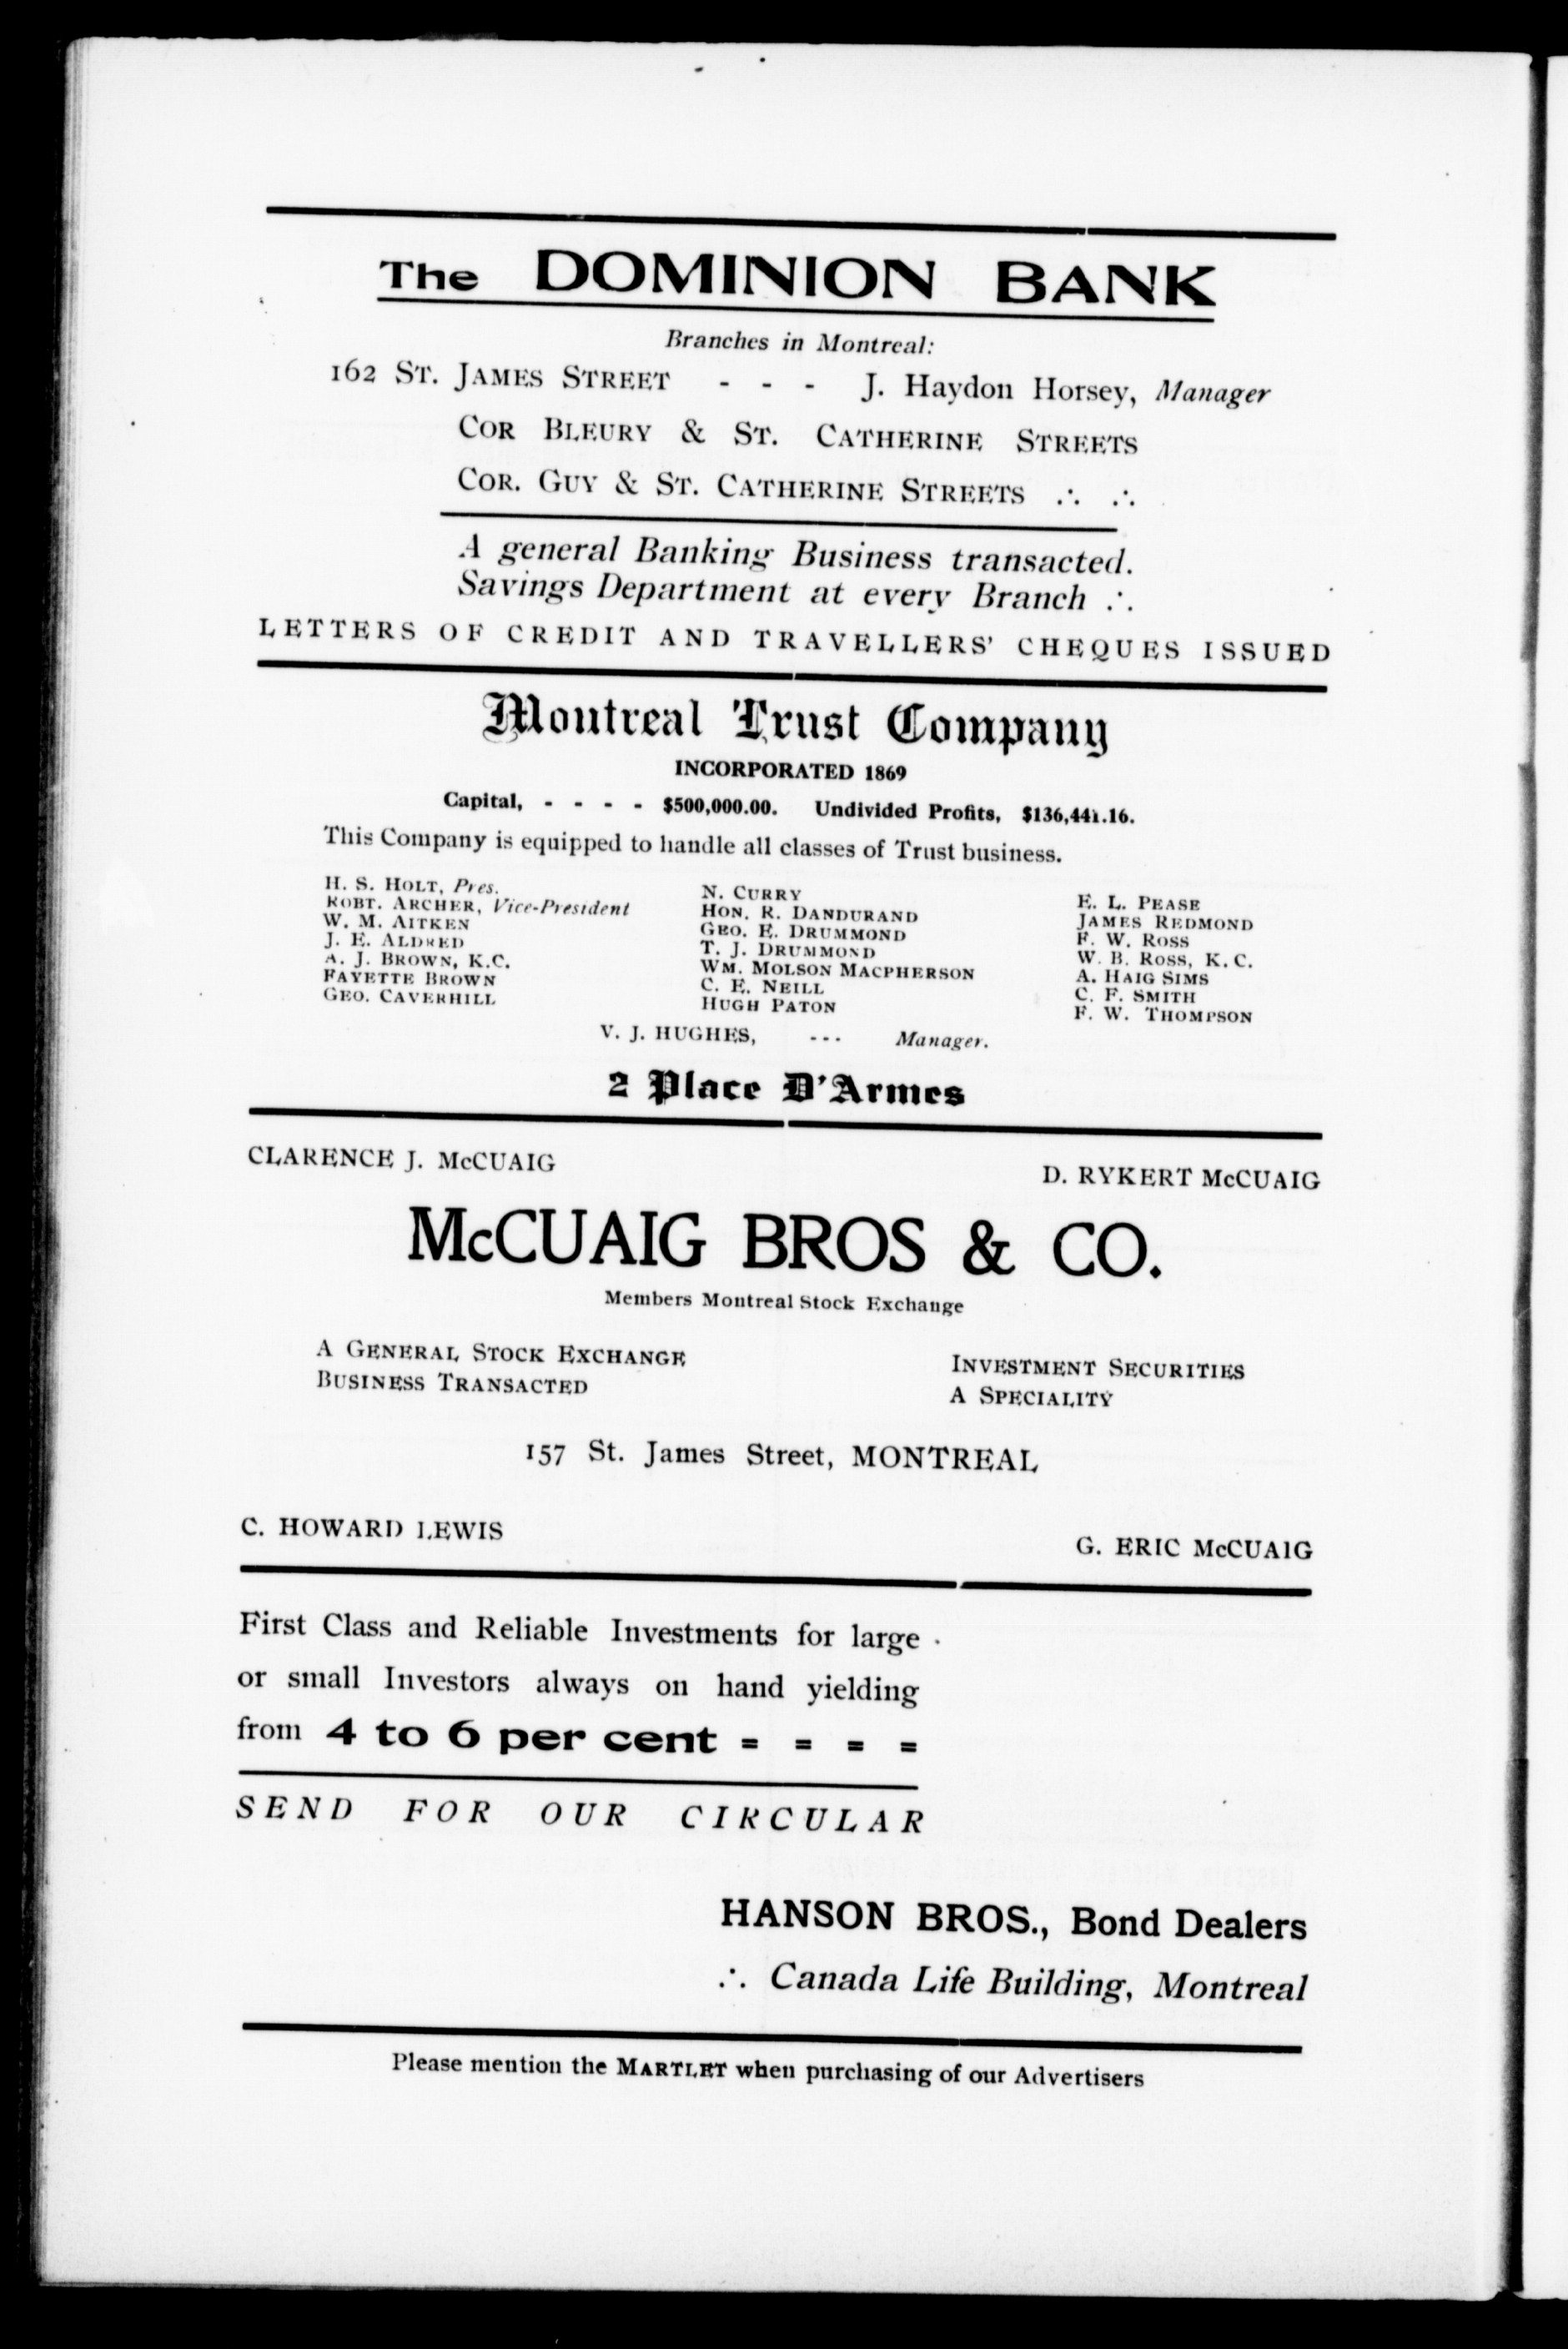 The DOMINION BANK
Branches in Montreal:
162 ST. JAMES STREET - - - J. Haydon Horsey, Manager
COR BLEURY & ST. CATHERINE STREETS
COR. GUY & ST. CATHERINE STREETS ∴ ∴
A general Banking Business transacted.
Savings Department at every Branch ∴
LETTERS OF CREDIT AND TRAVELLERS' CHEQUES ISSUED
Montreal Trust Company
INCORPORATED 1869
Capital, - - - - $500,000.00. Undivided Profits, $136,441.16.
This Company is equipped to handle all classes of Trust business.
H. S. HOLT, Pres.
ROBT. ARCHER, Vice-President
W. M. AITKEN
J. E. ALDRED
A. J. BROWN, K.C.
FAYETTE BROWN
GEO. CAVERHILL
N. CURRY
HON. R. DANDURAND
GEO. E. DRUMMOND
T. J. DRUMMOND
WM. MOLSON MACPHERSON
C. E. NEILL
HUGH PATON
E. L. PEASE
JAMES REDMOND
F. W. ROSS
W. B. ROSS, K.C.
A. HAIG SIMS
C. F. SMITH
F. W. THOMPSON
V. J. HUGHES, --- Manager.
2 Place D'Armes
CLARENCE J. McCUAIG
D. RYKERT McCUAIG
McCUAIG BROS & CO.
Members Montreal Stock Exchange
A GENERAL STOCK EXCHANGE
BUSINESS TRANSACTED
INVESTMENT SECURITIES
A SPECIALITY
157 St. James Street, MONTREAL
C. HOWARD LEWIS
G. ERIC McCUAIG
First Class and Reliable Investments for large
or small Investors always on hand yielding
from 4 to 6 per cent = = = =
SEND FOR OUR CIRCULAR
HANSON BROS., Bond Dealers
∴ Canada Life Building, Montreal
Please mention the MARTLET when purchasing of our Advertisers